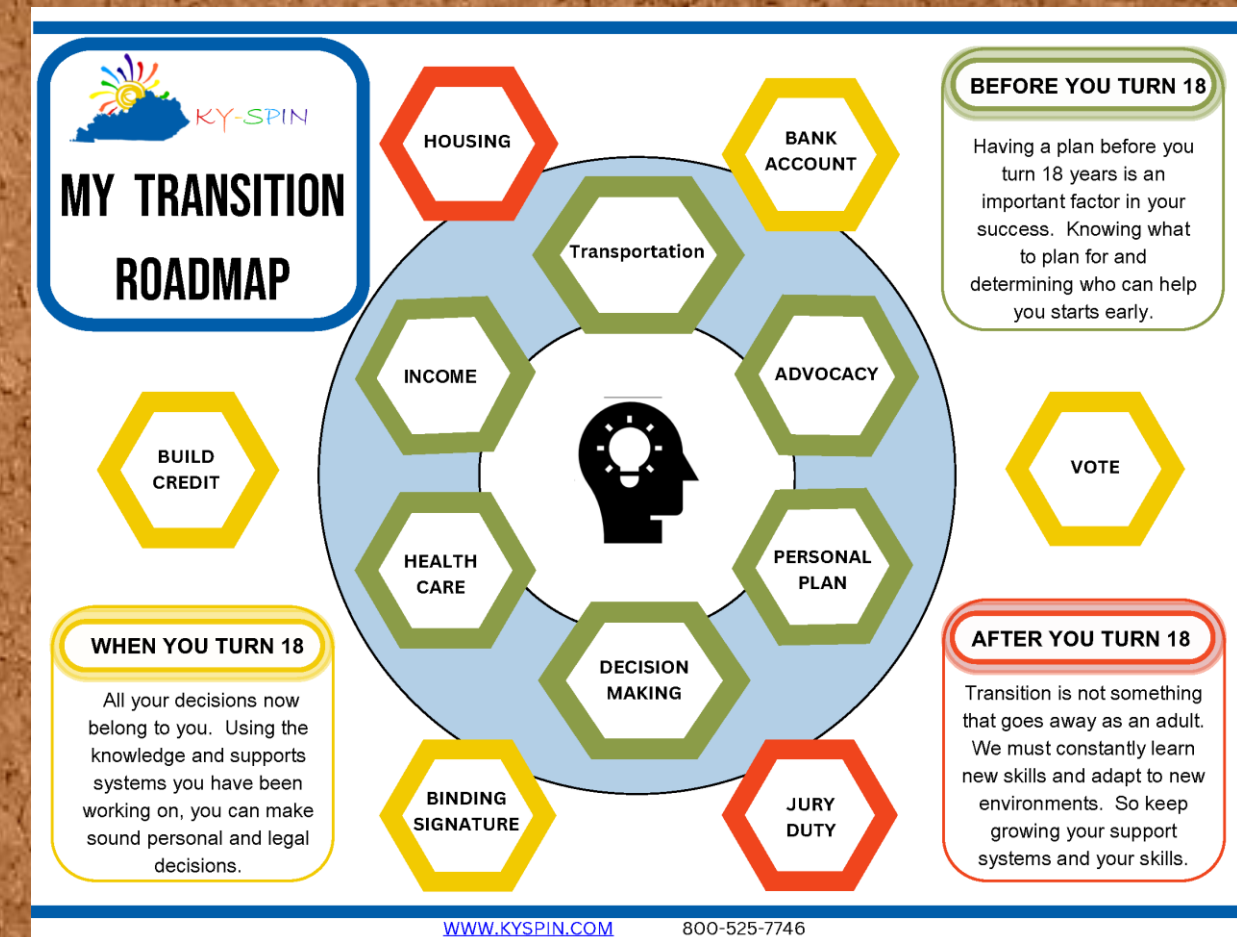 KY-SPIN
MY TRANSITION
ROADMAP
HOUSING
BANK
ACCOUNT
BEFORE YOU TURN 18
Having a plan before you
turn 18 years is an
important factor in your
success. Knowing what
to plan for and
determining who can help
you starts early.
Transportation
INCOME
ADVOCACY
BUILD
CREDIT
VOTE
HEALTH
CARE
PERSONAL
PLAN
DECISION
MAKING
WHEN YOU TURN 18
All your decisions now
belong to you. Using the
knowledge and supports
systems you have been
working on, you can make
sound personal and legal
decisions.
BINDING
SIGNATURE
JURY
DUTY
AFTER YOU TURN 18
Transition is not something
that goes away as an adult.
We must constantly learn
new skills and adapt to new
environments. So keep
growing your support
systems and your skills.
WWW.KYSPIN.COM 800-525-7746